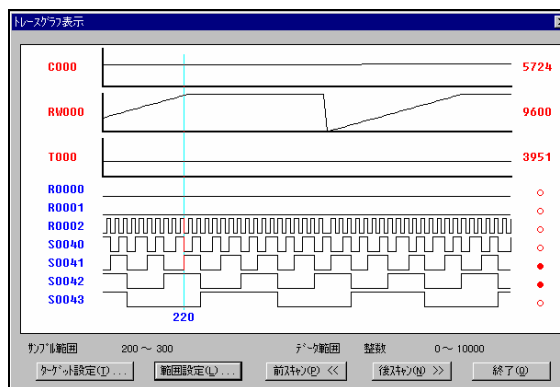 トレースグラフ表示
C000 5724
RW000 9600
T000 3951
R0000
R0001
R0002
S0040
S0041
S0042
S0043
220
サンプル範囲 200 ～ 300 データ範囲 整数 0 ～ 10000
ターゲット設定(T)... 範囲設定(L)... 前スキャン(P) << 後スキャン(N) >> 終了(Q)